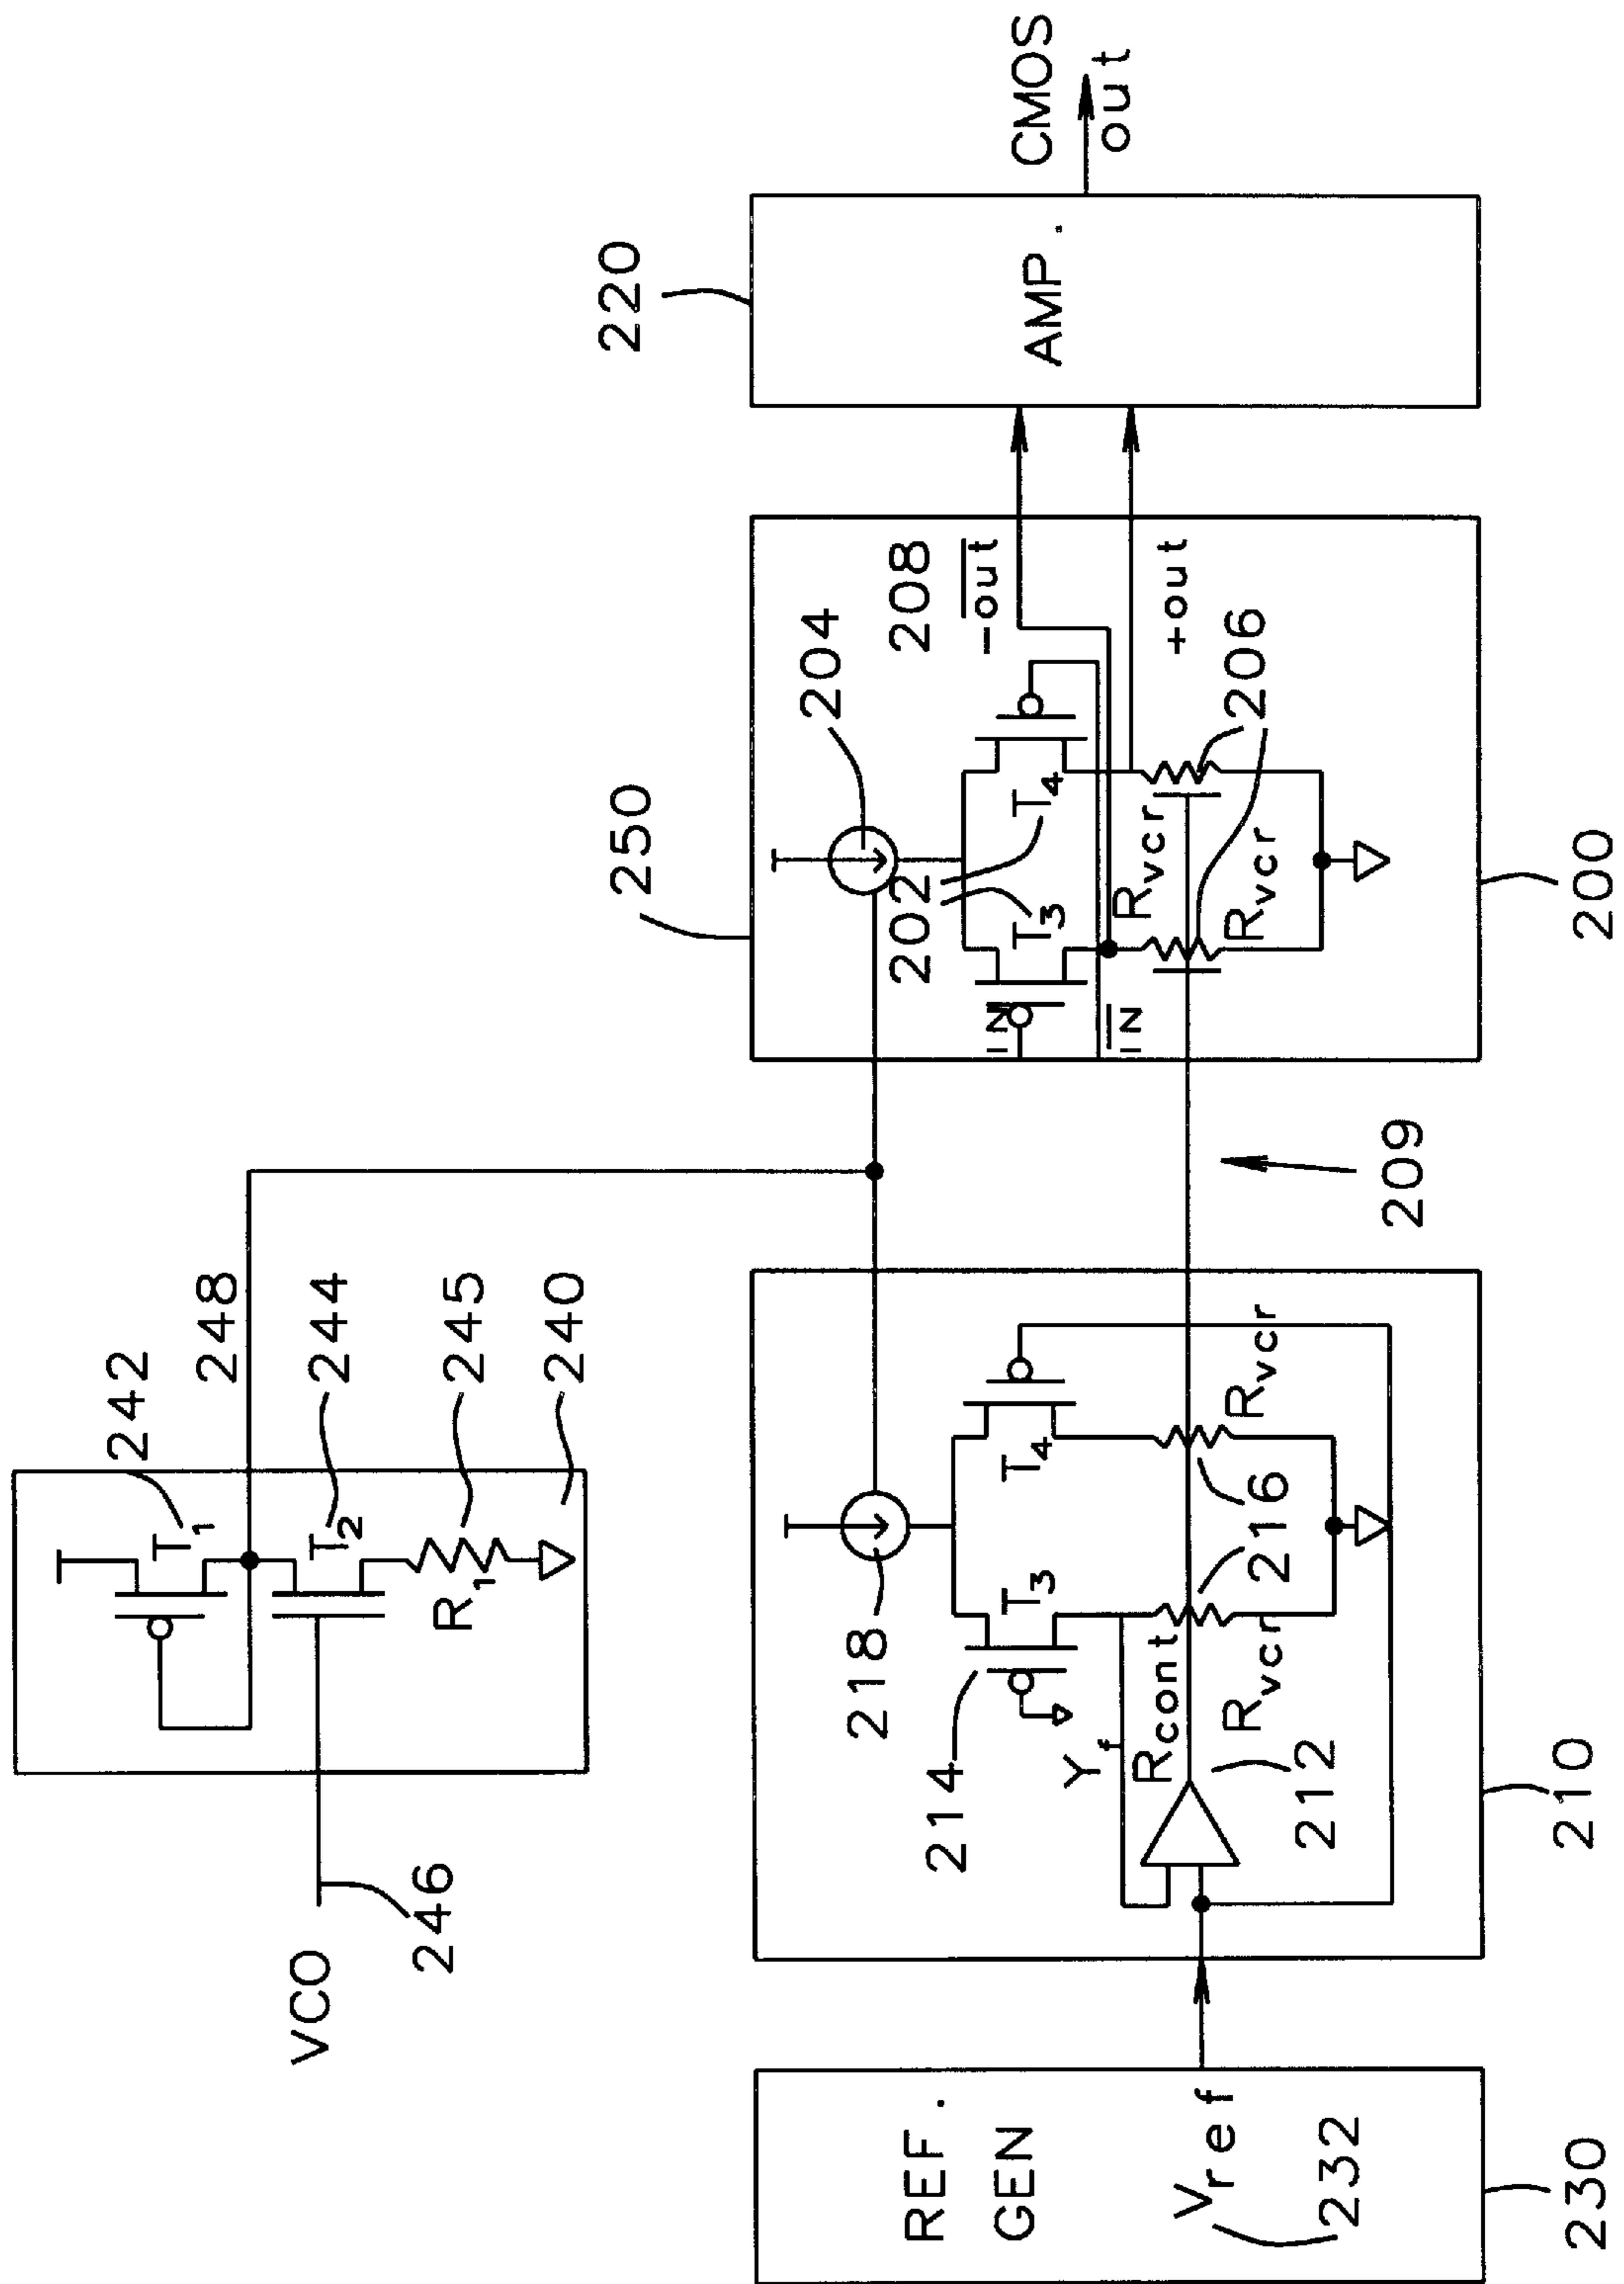 VCO
246
242
248
244
245
240
T1
T2
R1
REF.
GEN
Vref
232
230
218
214
T3
T4
Yf
Rcont
Rvcr
Rvcr
216
212
210
209
250
204
202
T3
T4
IN
IN
Rvcr
Rvcr
206
208
-out
+out
200
220
AMP.
CMOS
out